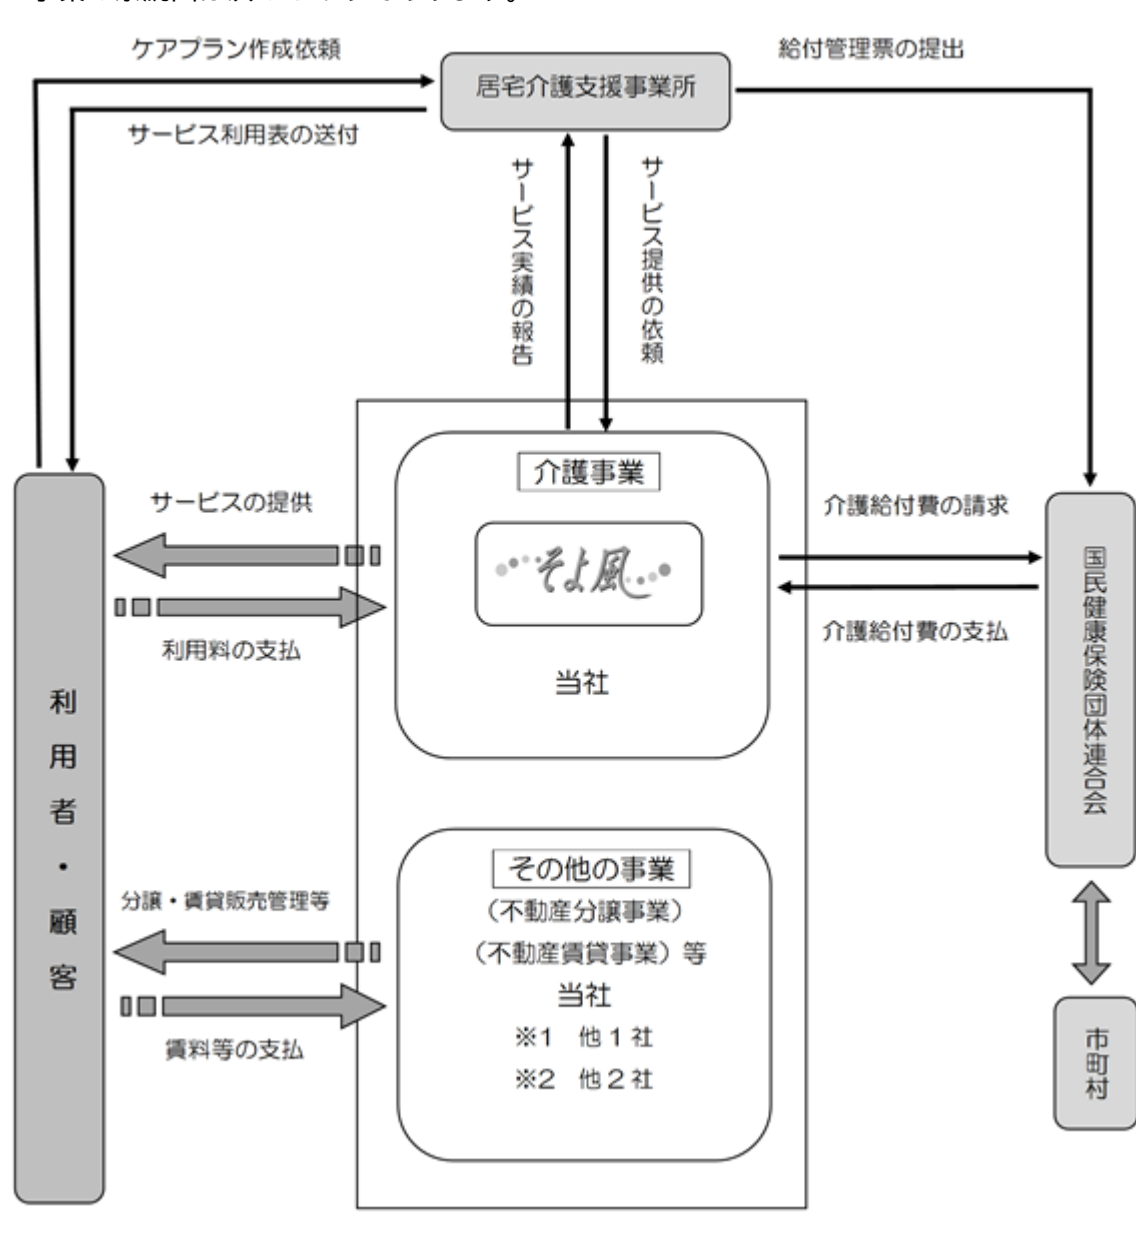 ケアプラン作成依頼
給付管理票の提出
居宅介護支援事業所
サービス利用表の送付
サービス実績の報告
サービス提供の依頼
介護事業
サービスの提供
介護給付費の請求
そよ風
利用料の支払
介護給付費の支払
当社
利用者・顧客
国民健康保険団体連合会
その他の事業
分譲・賃貸販売管理等
（不動産分譲事業）
（不動産賃貸事業）等
当社
※1 他1社
賃料等の支払
※2 他2社
市町村